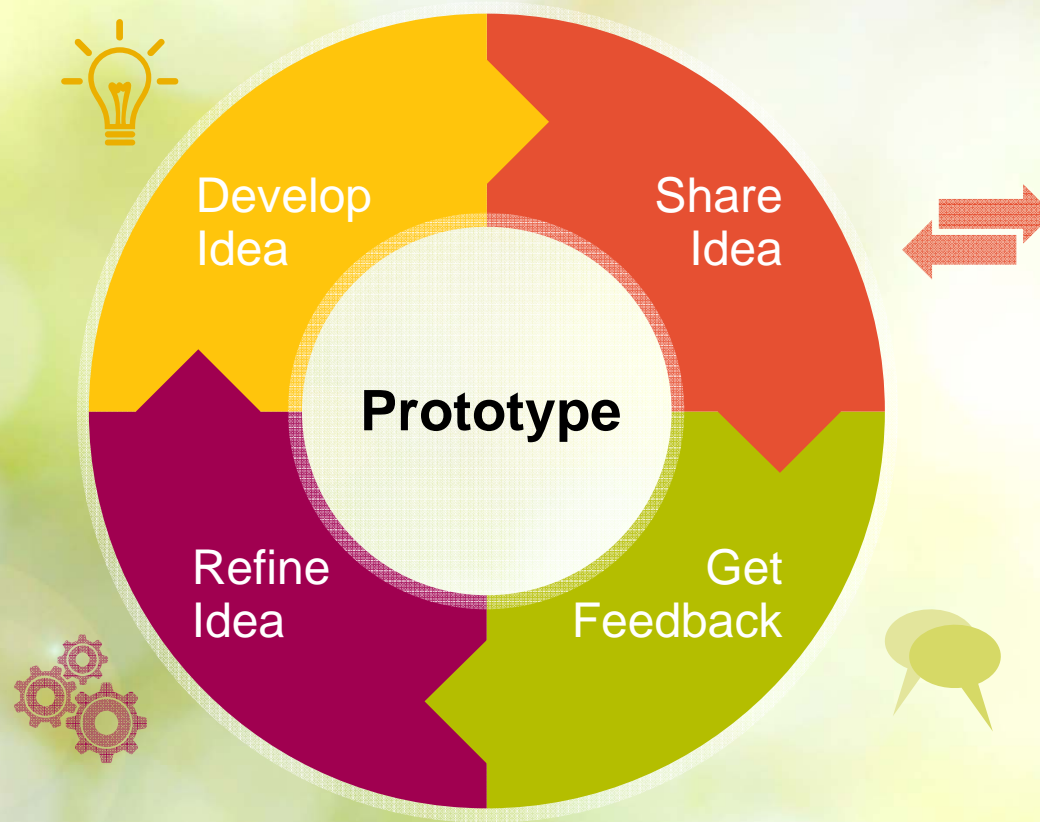 Develop
Idea
Share
Idea
Prototype
Refine
Idea
Get
Feedback